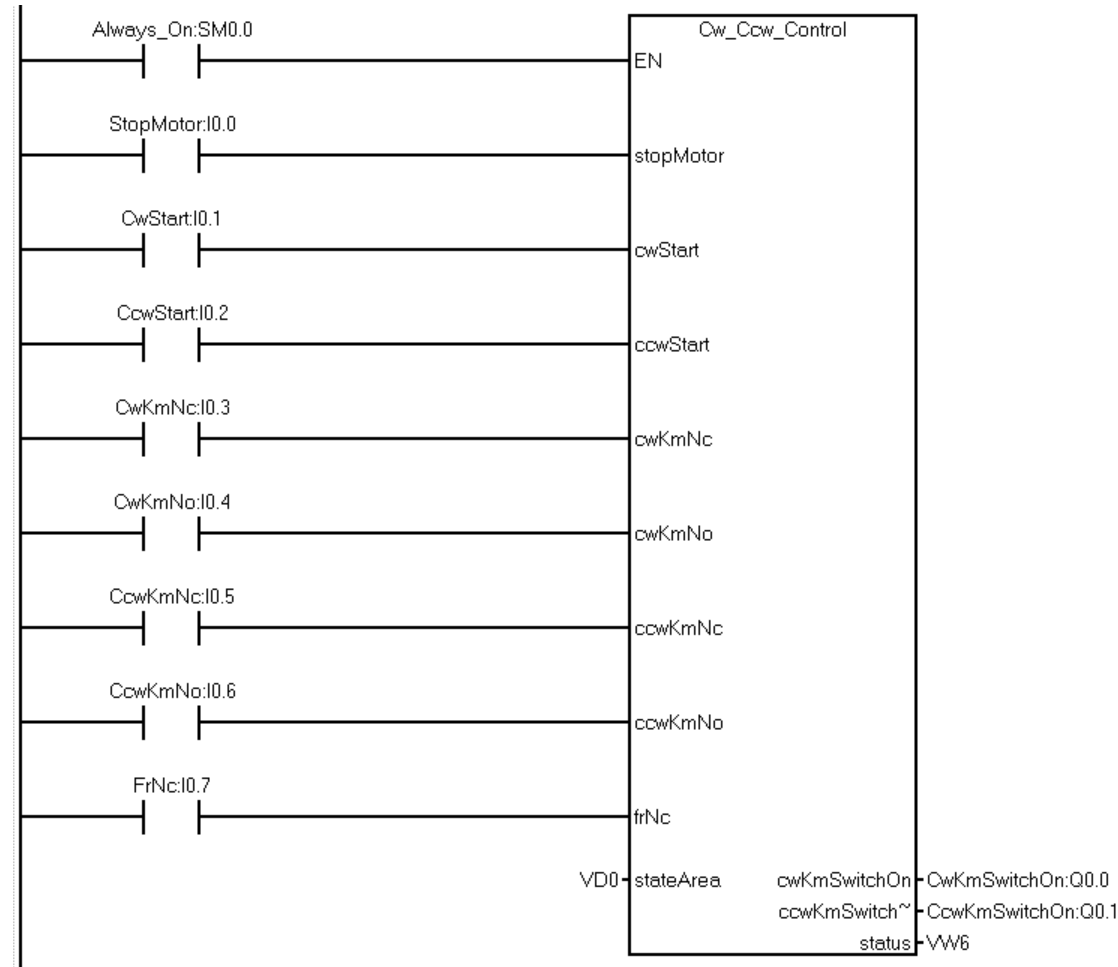 Always_On:SM0.0
Cw_Ccw_Control
EN
StopMotor:I0.0
stopMotor
CwStart:I0.1
cwStart
CcwStart:I0.2
ccwStart
CwKmNc:I0.3
cwKmNc
CwKmNo:I0.4
cwKmNo
CcwKmNc:I0.5
ccwKmNc
CcwKmNo:I0.6
ccwKmNo
FrNc:I0.7
frNc
VD0 stateArea cwKmSwitchOn CwKmSwitchOn:Q0.0
ccwKmSwitch~ CcwKmSwitchOn:Q0.1
status VW6